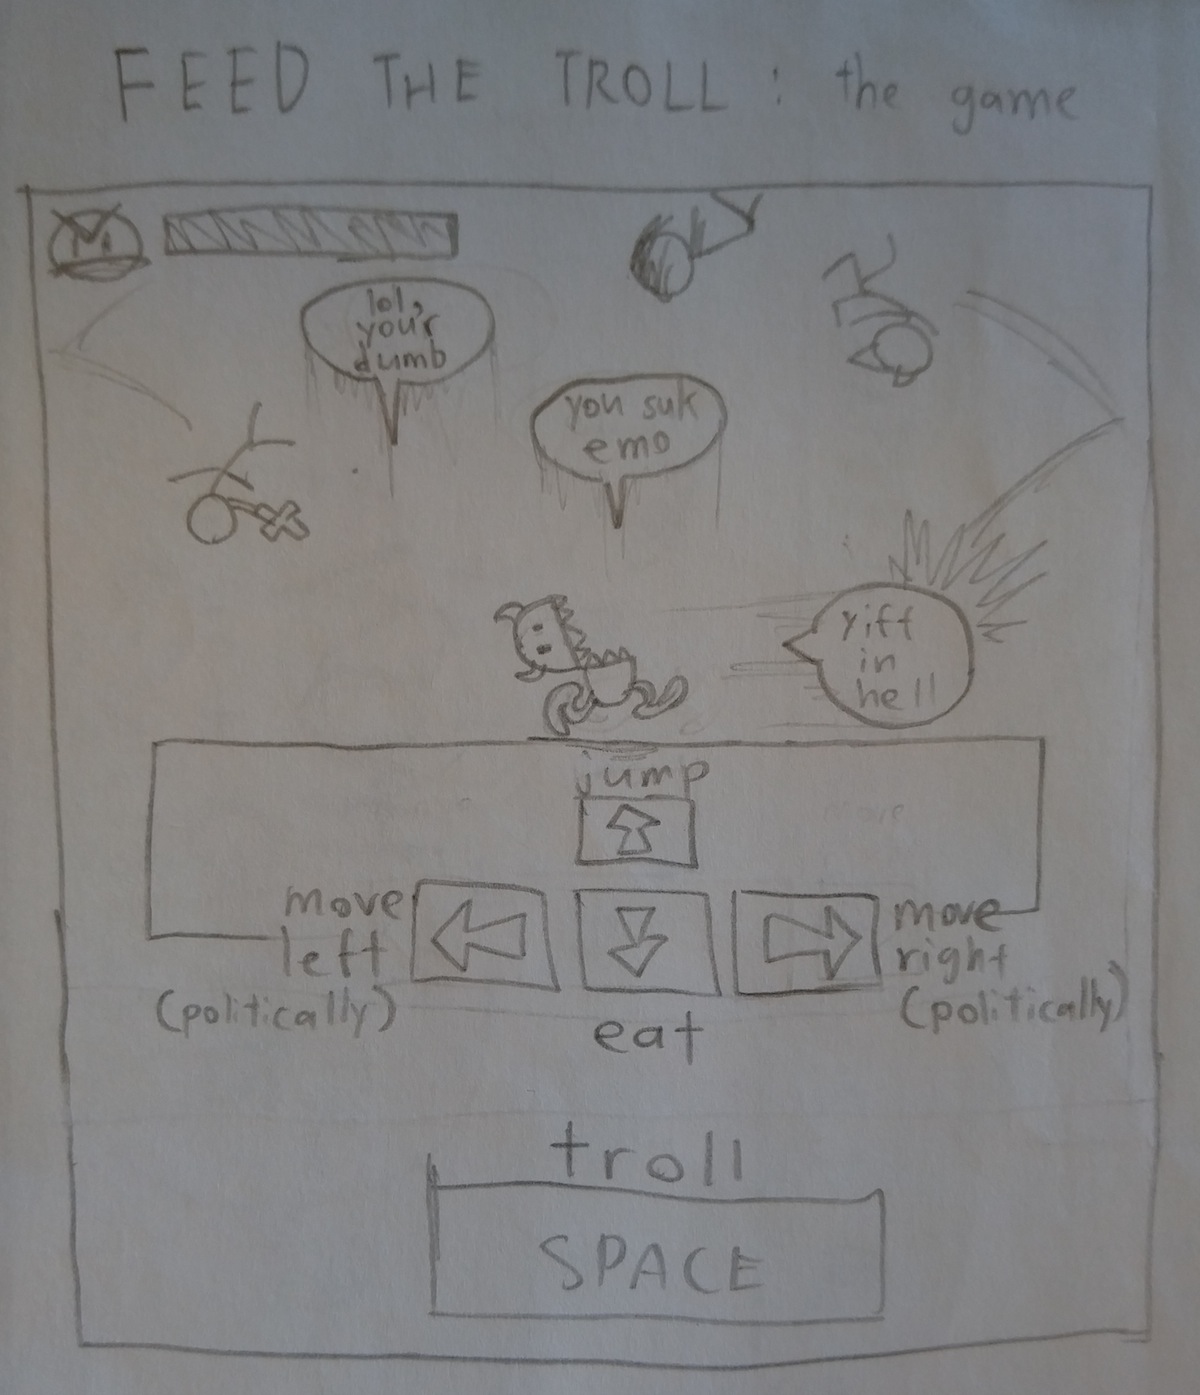 FEED THE TROLL: the game
M
lol,
your
dumb
you suk
emo
yiff
in
hell
jump
move
left
(politically)
move
right
(politically)
eat
troll
SPACE